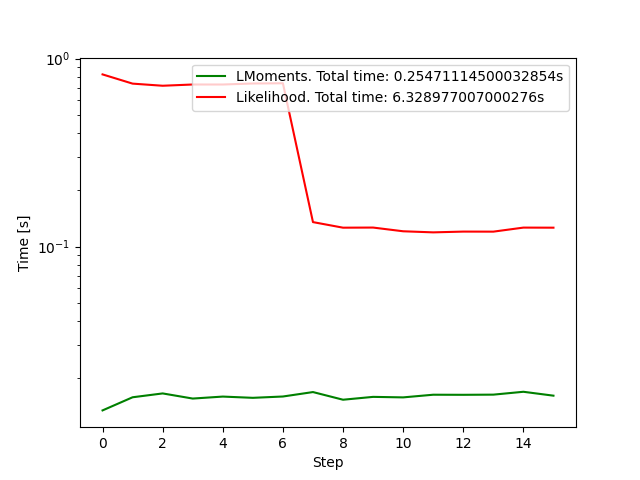 10⁰
LMoments. Total time: 0.25471114500032854s
Likelihood. Total time: 6.328977007000276s
Time [s]
10⁻¹
0 2 4 6 8 10 12 14
Step